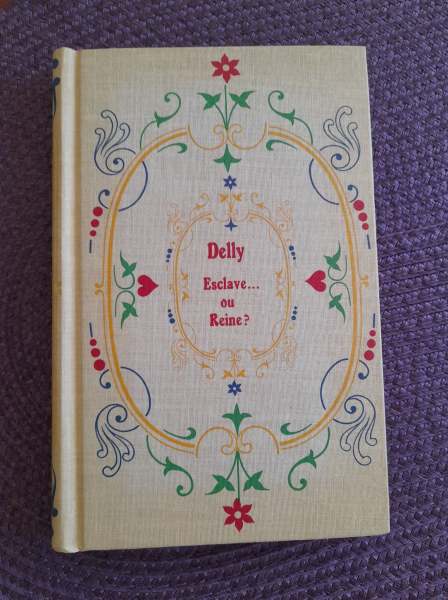 Delly
Esclave...
ou
Reine?